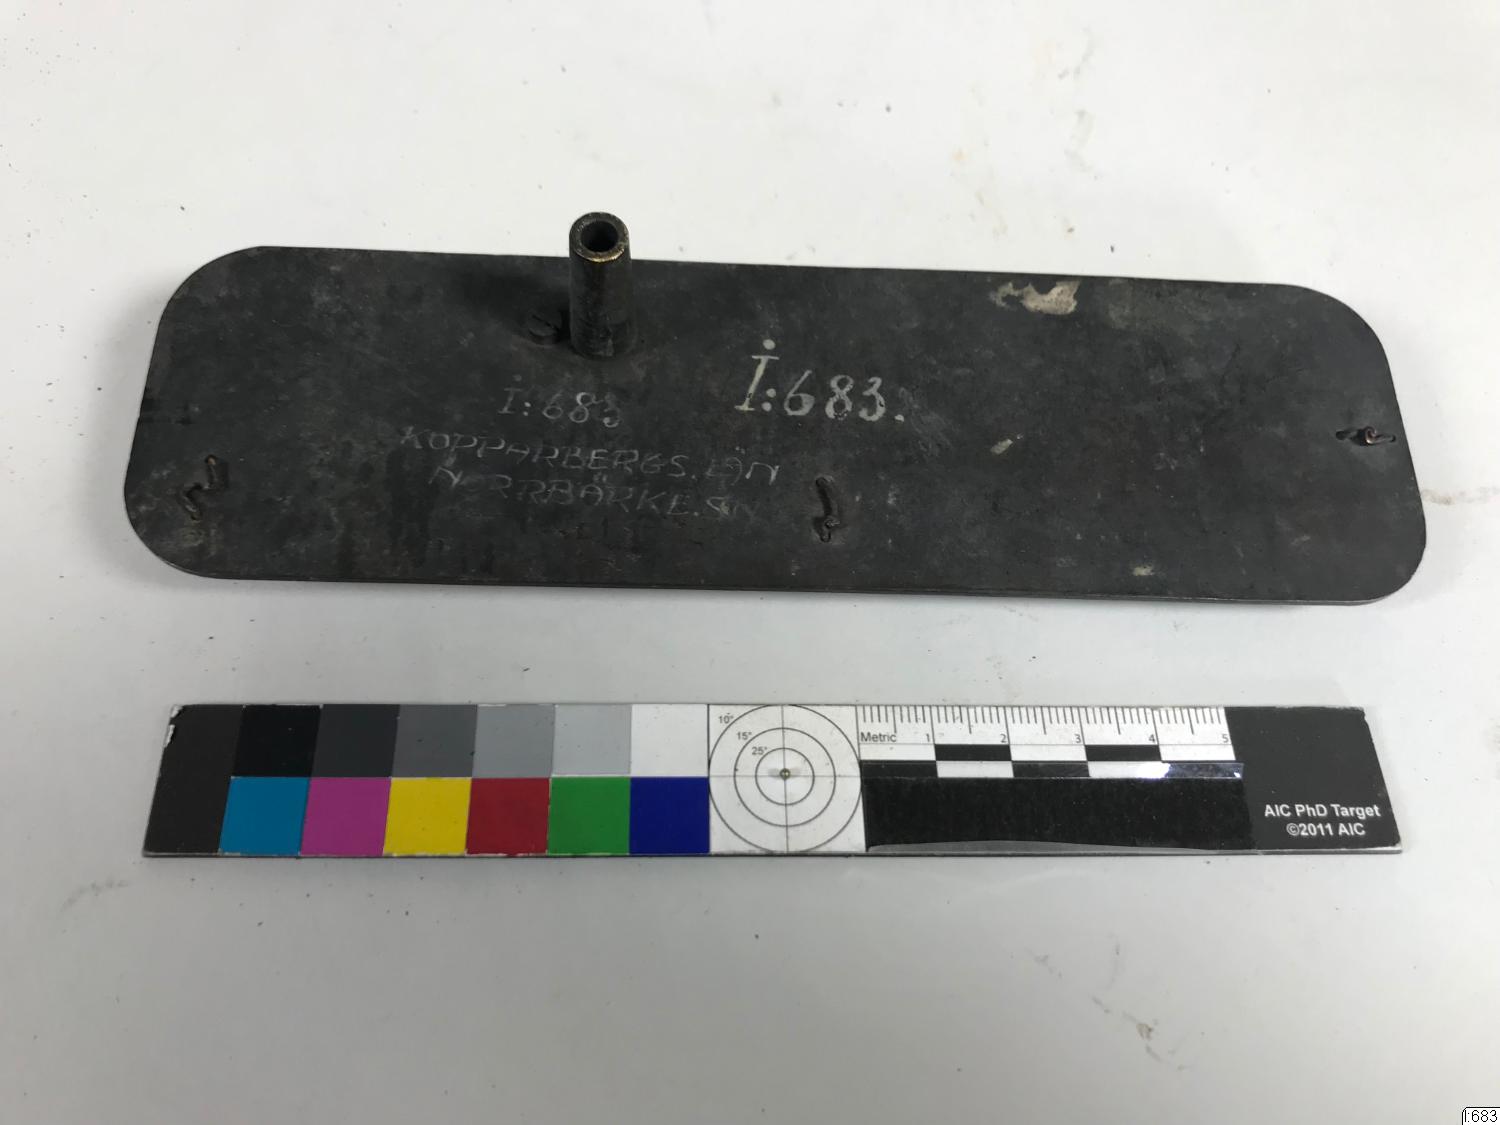 İ:683.
İ: 683
KOPPARBERGS. LÄN
NORRBÄRKE. SN
10°
15°
25°
Metric 1 2 3 4 5
AIC PhD Target
©2011 AIC
I:683